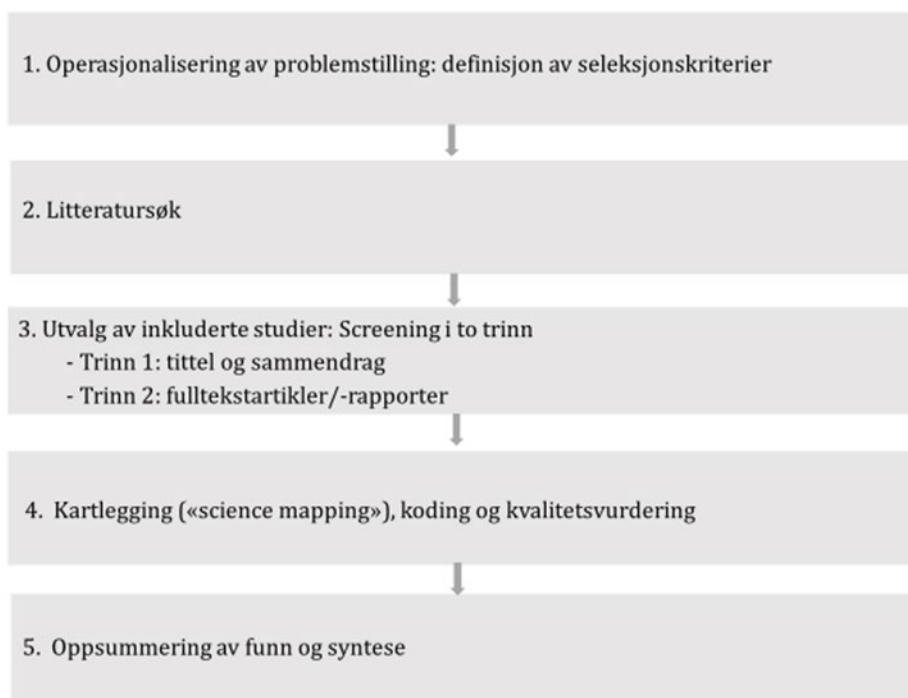 1. Operasjonalisering av problemstilling: definisjon av seleksjonskriterier
2. Litteratursøk
3. Utvalg av inkluderte studier: Screening i to trinn
- Trinn 1: tittel og sammendrag
- Trinn 2: fulltekstartikler/-rapporter
4. Kartlegging («science mapping»), koding og kvalitetsvurdering
5. Oppsummering av funn og syntese